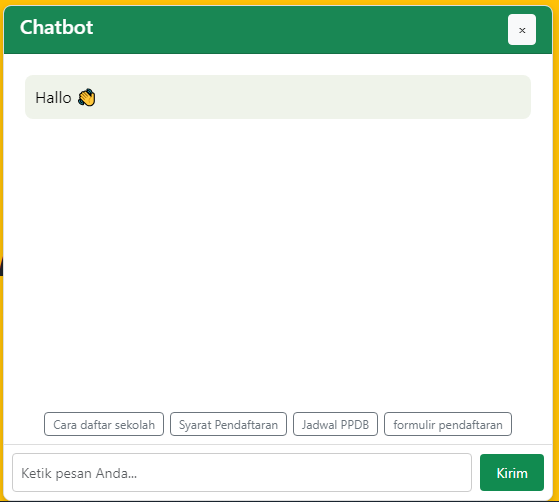 Chatbot
×
Hallo 👏
Cara daftar sekolah
Syarat Pendaftaran
Jadwal PPDB
formulir pendaftaran
Ketik pesan Anda...
Kirim